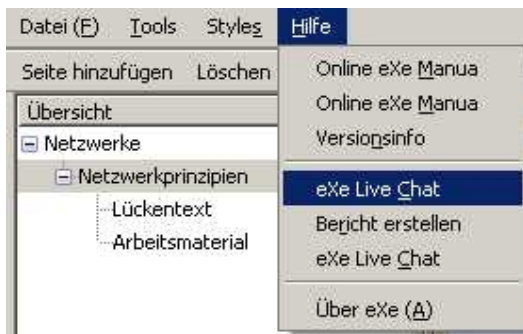 Datei (F) Tools Styles Hilfe
Seite hinzufügen Löschen
Übersicht
Netzwerke
Netzwerkprinzipien
Lückentext
Arbeitsmaterial
Online eXe Manua
Online eXe Manua
Versionsinfo
eXe Live Chat
Bericht erstellen
eXe Live Chat
Über eXe (A)